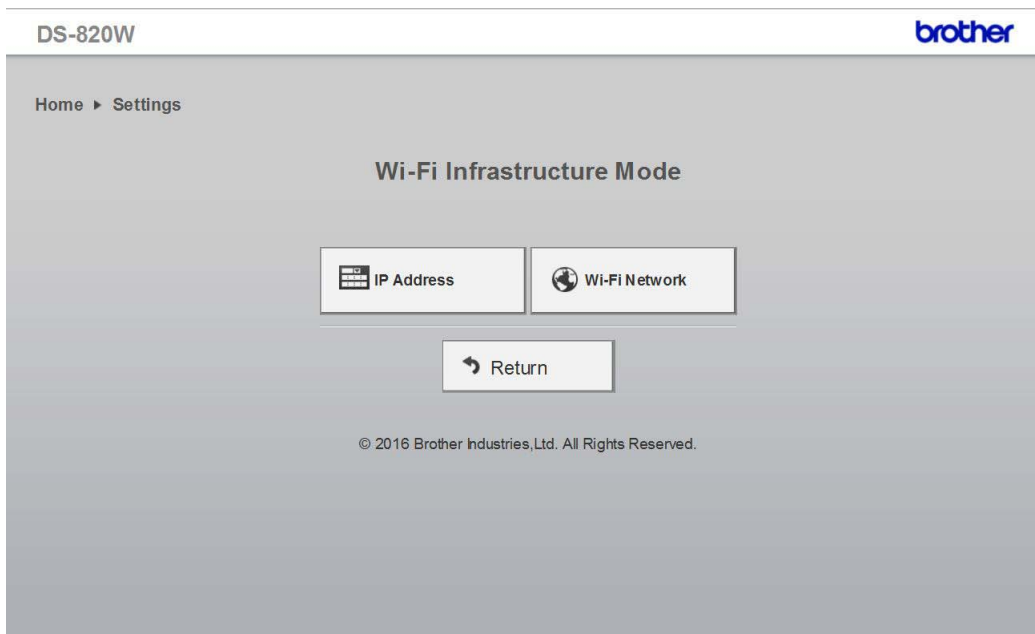 DS-820W
brother
Home ▸ Settings
Wi-Fi Infrastructure Mode
IP Address
Wi-Fi Network
Return
© 2016 Brother Industries,Ltd. All Rights Reserved.